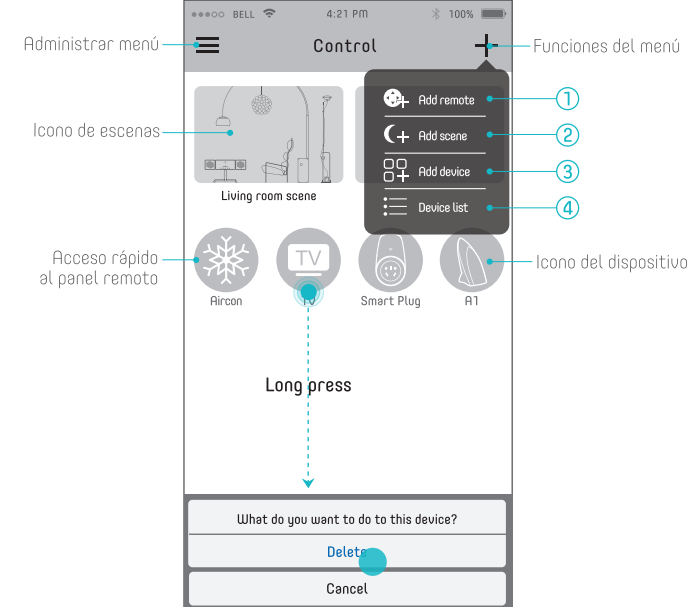 BELL 4:21 PM 100%
Administrar menú
Control
Funciones del menú
Add remote 1
Icono de escenas
Add scene 2
Add device 3
Living room scene
Device list 4
Acceso rápido
al panel remoto
TV
Icono del dispositivo
Aircon TV Smart Plug A1
Long press
What do you want to do to this device?
Delete
Cancel